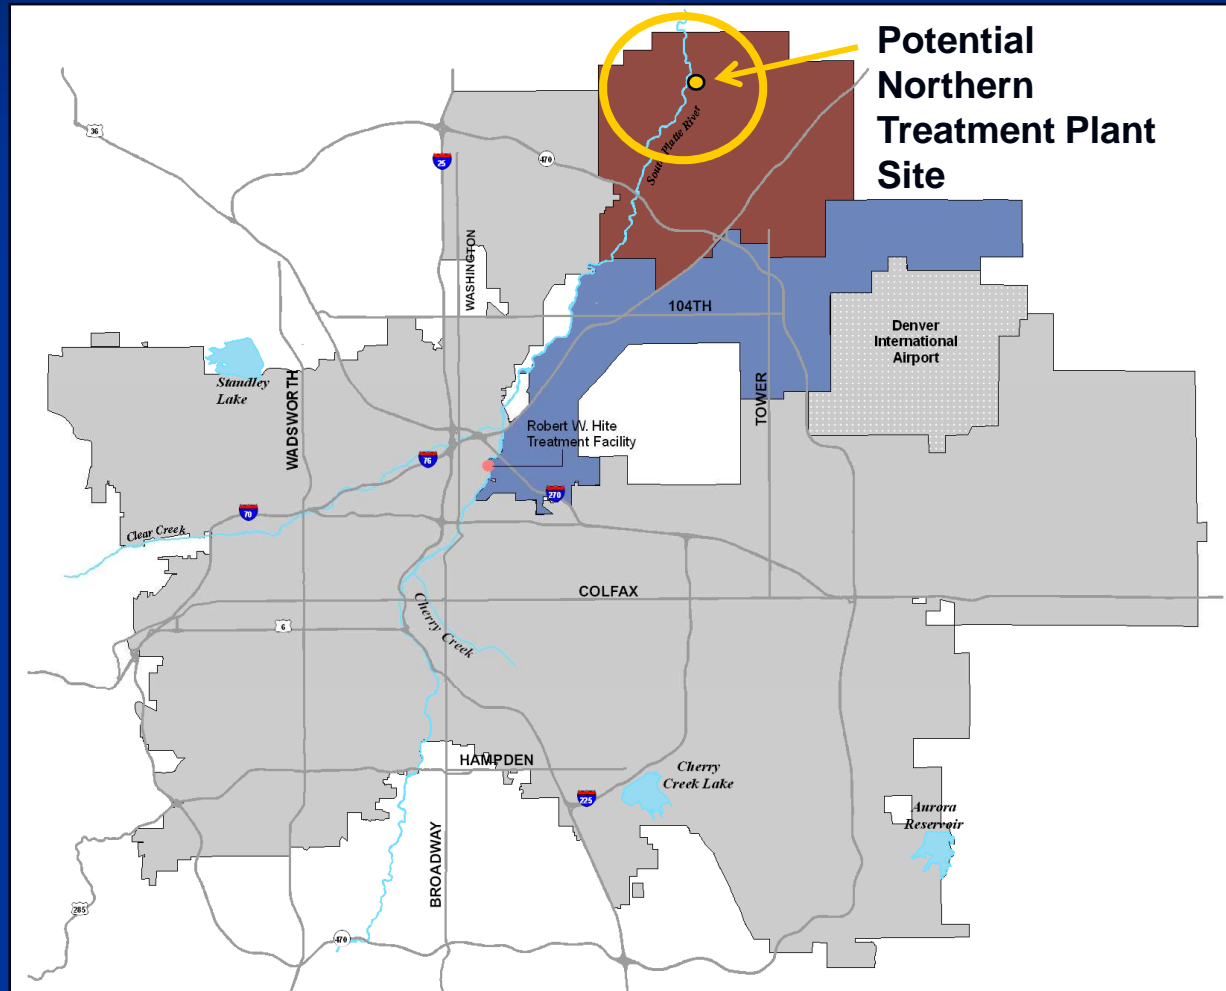 Potential
Northern
Treatment Plant
Site
36
25
470
South Platte River
WASHINGTON
104TH
Denver
International
Airport
Standley
Lake
WADSWORTH
TOWER
Robert W. Hite
Treatment Facility
76
270
70
Clear Creek
COLFAX
6
Cherry Creek
HAMPDEN
Cherry
Creek Lake
225
Aurora
Reservoir
BROADWAY
285
470